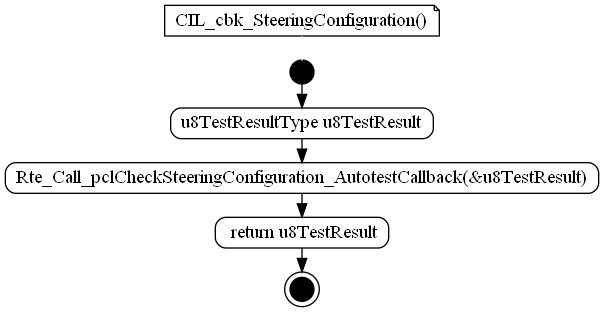 CIL_cbk_SteeringConfiguration()
u8TestResultType u8TestResult
Rte_Call_pclCheckSteeringConfiguration_AutotestCallback(&u8TestResult)
return u8TestResult